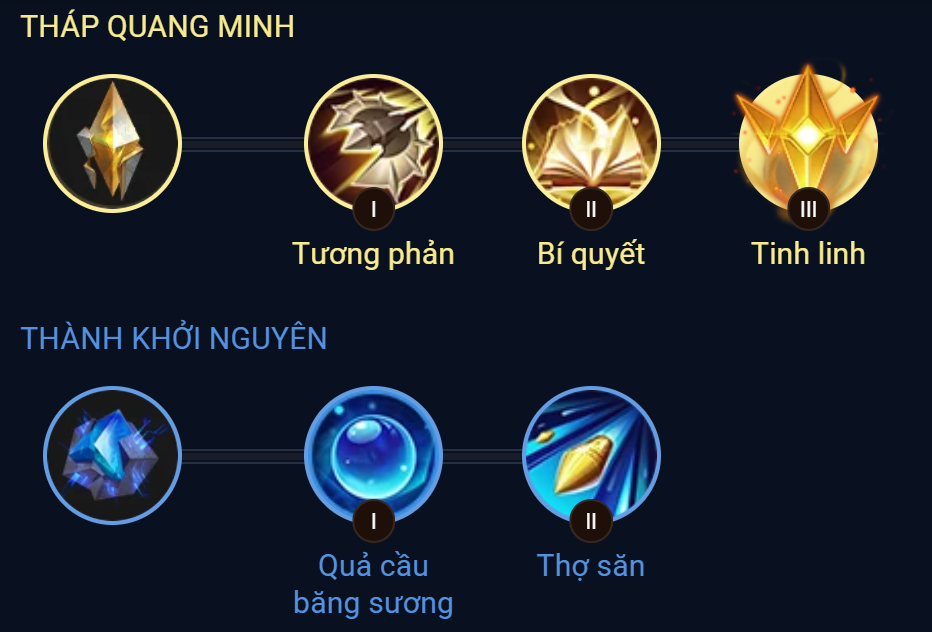 THÁP QUANG MINH
I
II
III
Tương phản
Bí quyết
Tinh linh
THÀNH KHỞI NGUYÊN
I
II
Quả cầu
băng sương
Thợ săn